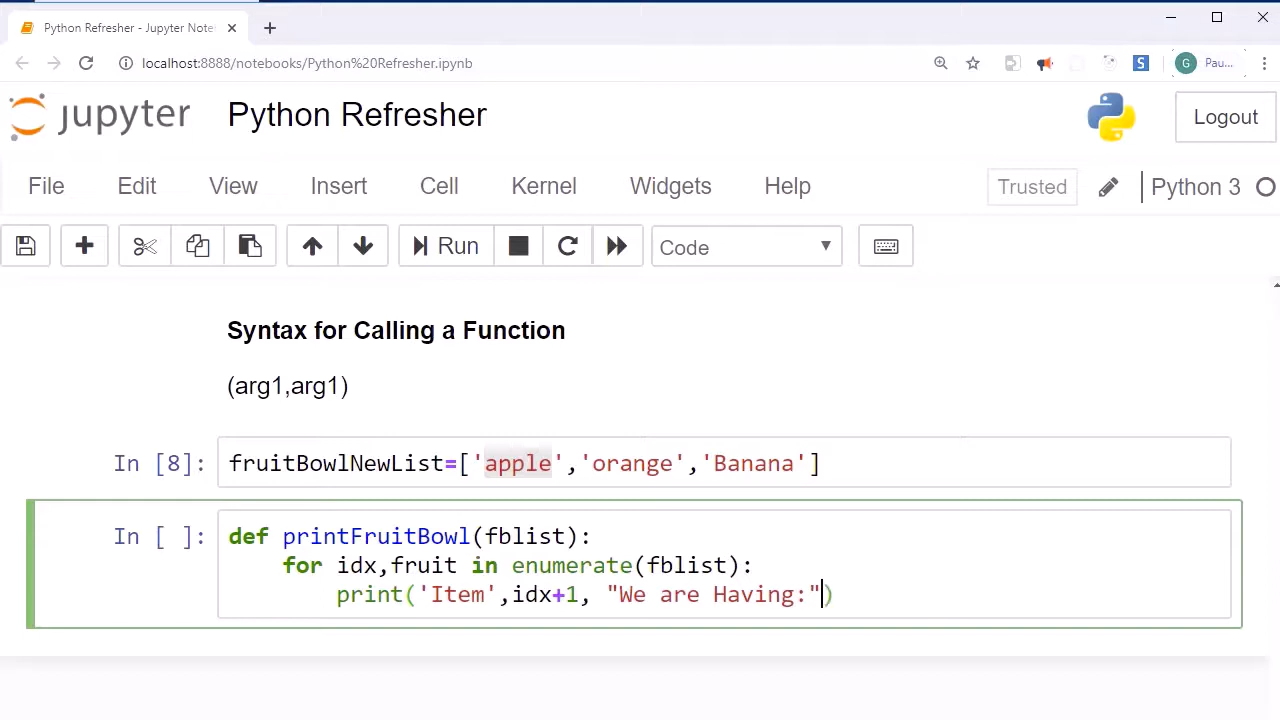 Python Refresher - Jupyter Note
localhost:8888/notebooks/Python%20Refresher.ipynb
S
G Pau...
jupyter Python Refresher
Logout
File Edit View Insert Cell Kernel Widgets Help
Trusted
Python 3
Run
Code
Syntax for Calling a Function
(arg1,arg1)
In [8]: fruitBowlNewList=['apple','orange','Banana']
In [ ]: def printFruitBowl(fblist):
for idx,fruit in enumerate(fblist):
print('Item',idx+1, "We are Having:")